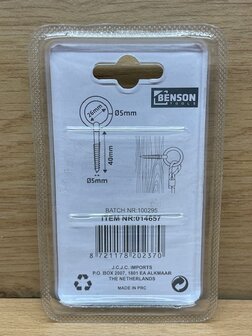 BENSON
TOOLS
26mm
Ø5mm
40mm
Ø5mm
BATCH NR:100295
ITEM NR:014657
8 721178 202370
J.C.J.C. IMPORTS
P.O. BOX 2007, 1801 EA ALKMAAR
THE NETHERLANDS
MADE IN PRC